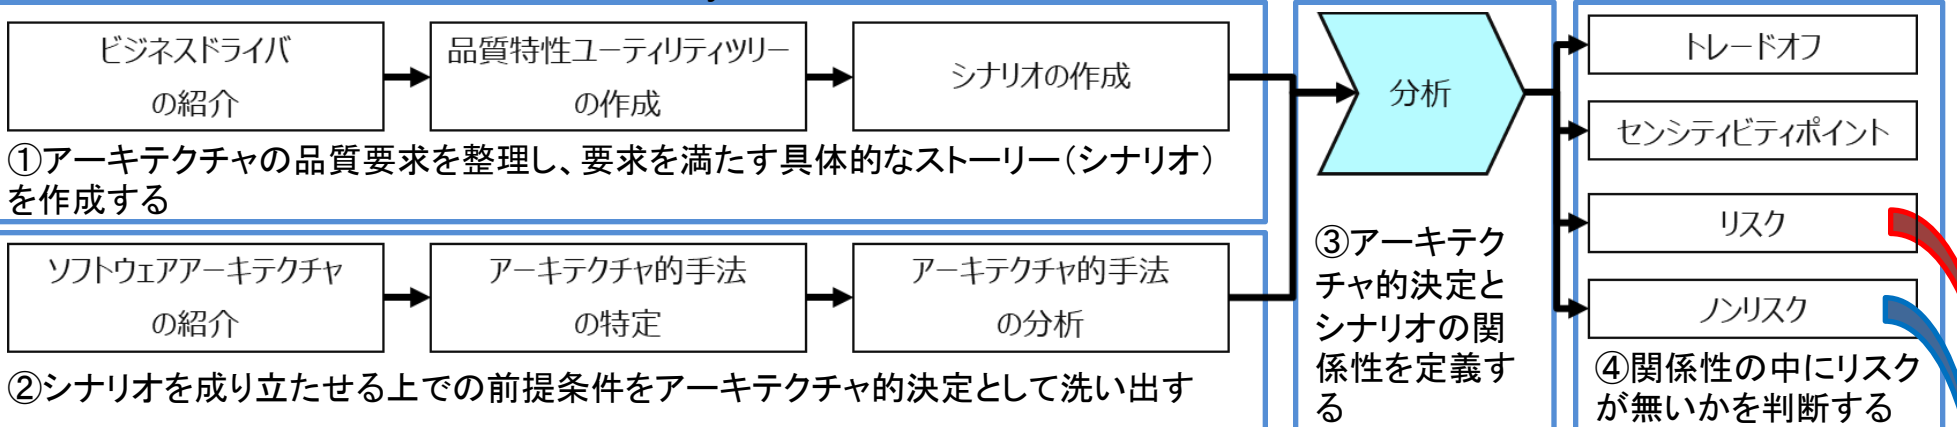 ビジネスドライバ
の紹介
品質特性ユーティリティツリー
の作成
シナリオの作成
①アーキテクチャの品質要求を整理し、要求を満たす具体的なストーリー(シナリオ)
を作成する
ソフトウェアアーキテクチャ
の紹介
アーキテクチャ的手法
の特定
アーキテクチャ的手法
の分析
②シナリオを成り立たせる上での前提条件をアーキテクチャ的決定として洗い出す
分析
③アーキテク
チャ的決定と
シナリオの関
係性を定義す
る
トレードオフ
センシティビティポイント
リスク
ノンリスク
④関係性の中にリスク
が無いかを判断する